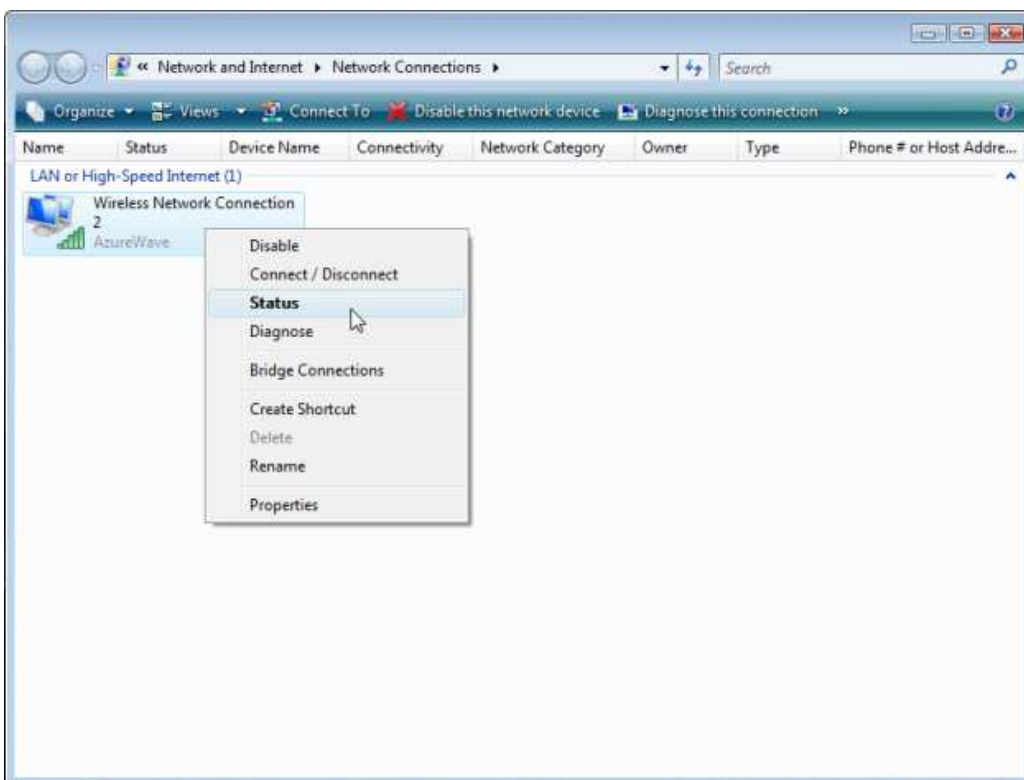 « Network and Internet ▸ Network Connections ▸ Search
Organize Views Connect To Disable this network device Diagnose this connection »
Name Status Device Name Connectivity Network Category Owner Type Phone # or Host Addre...
LAN or High-Speed Internet (1)
Wireless Network Connection
2
AzureWave
Disable
Connect / Disconnect
Status
Diagnose
Bridge Connections
Create Shortcut
Delete
Rename
Properties